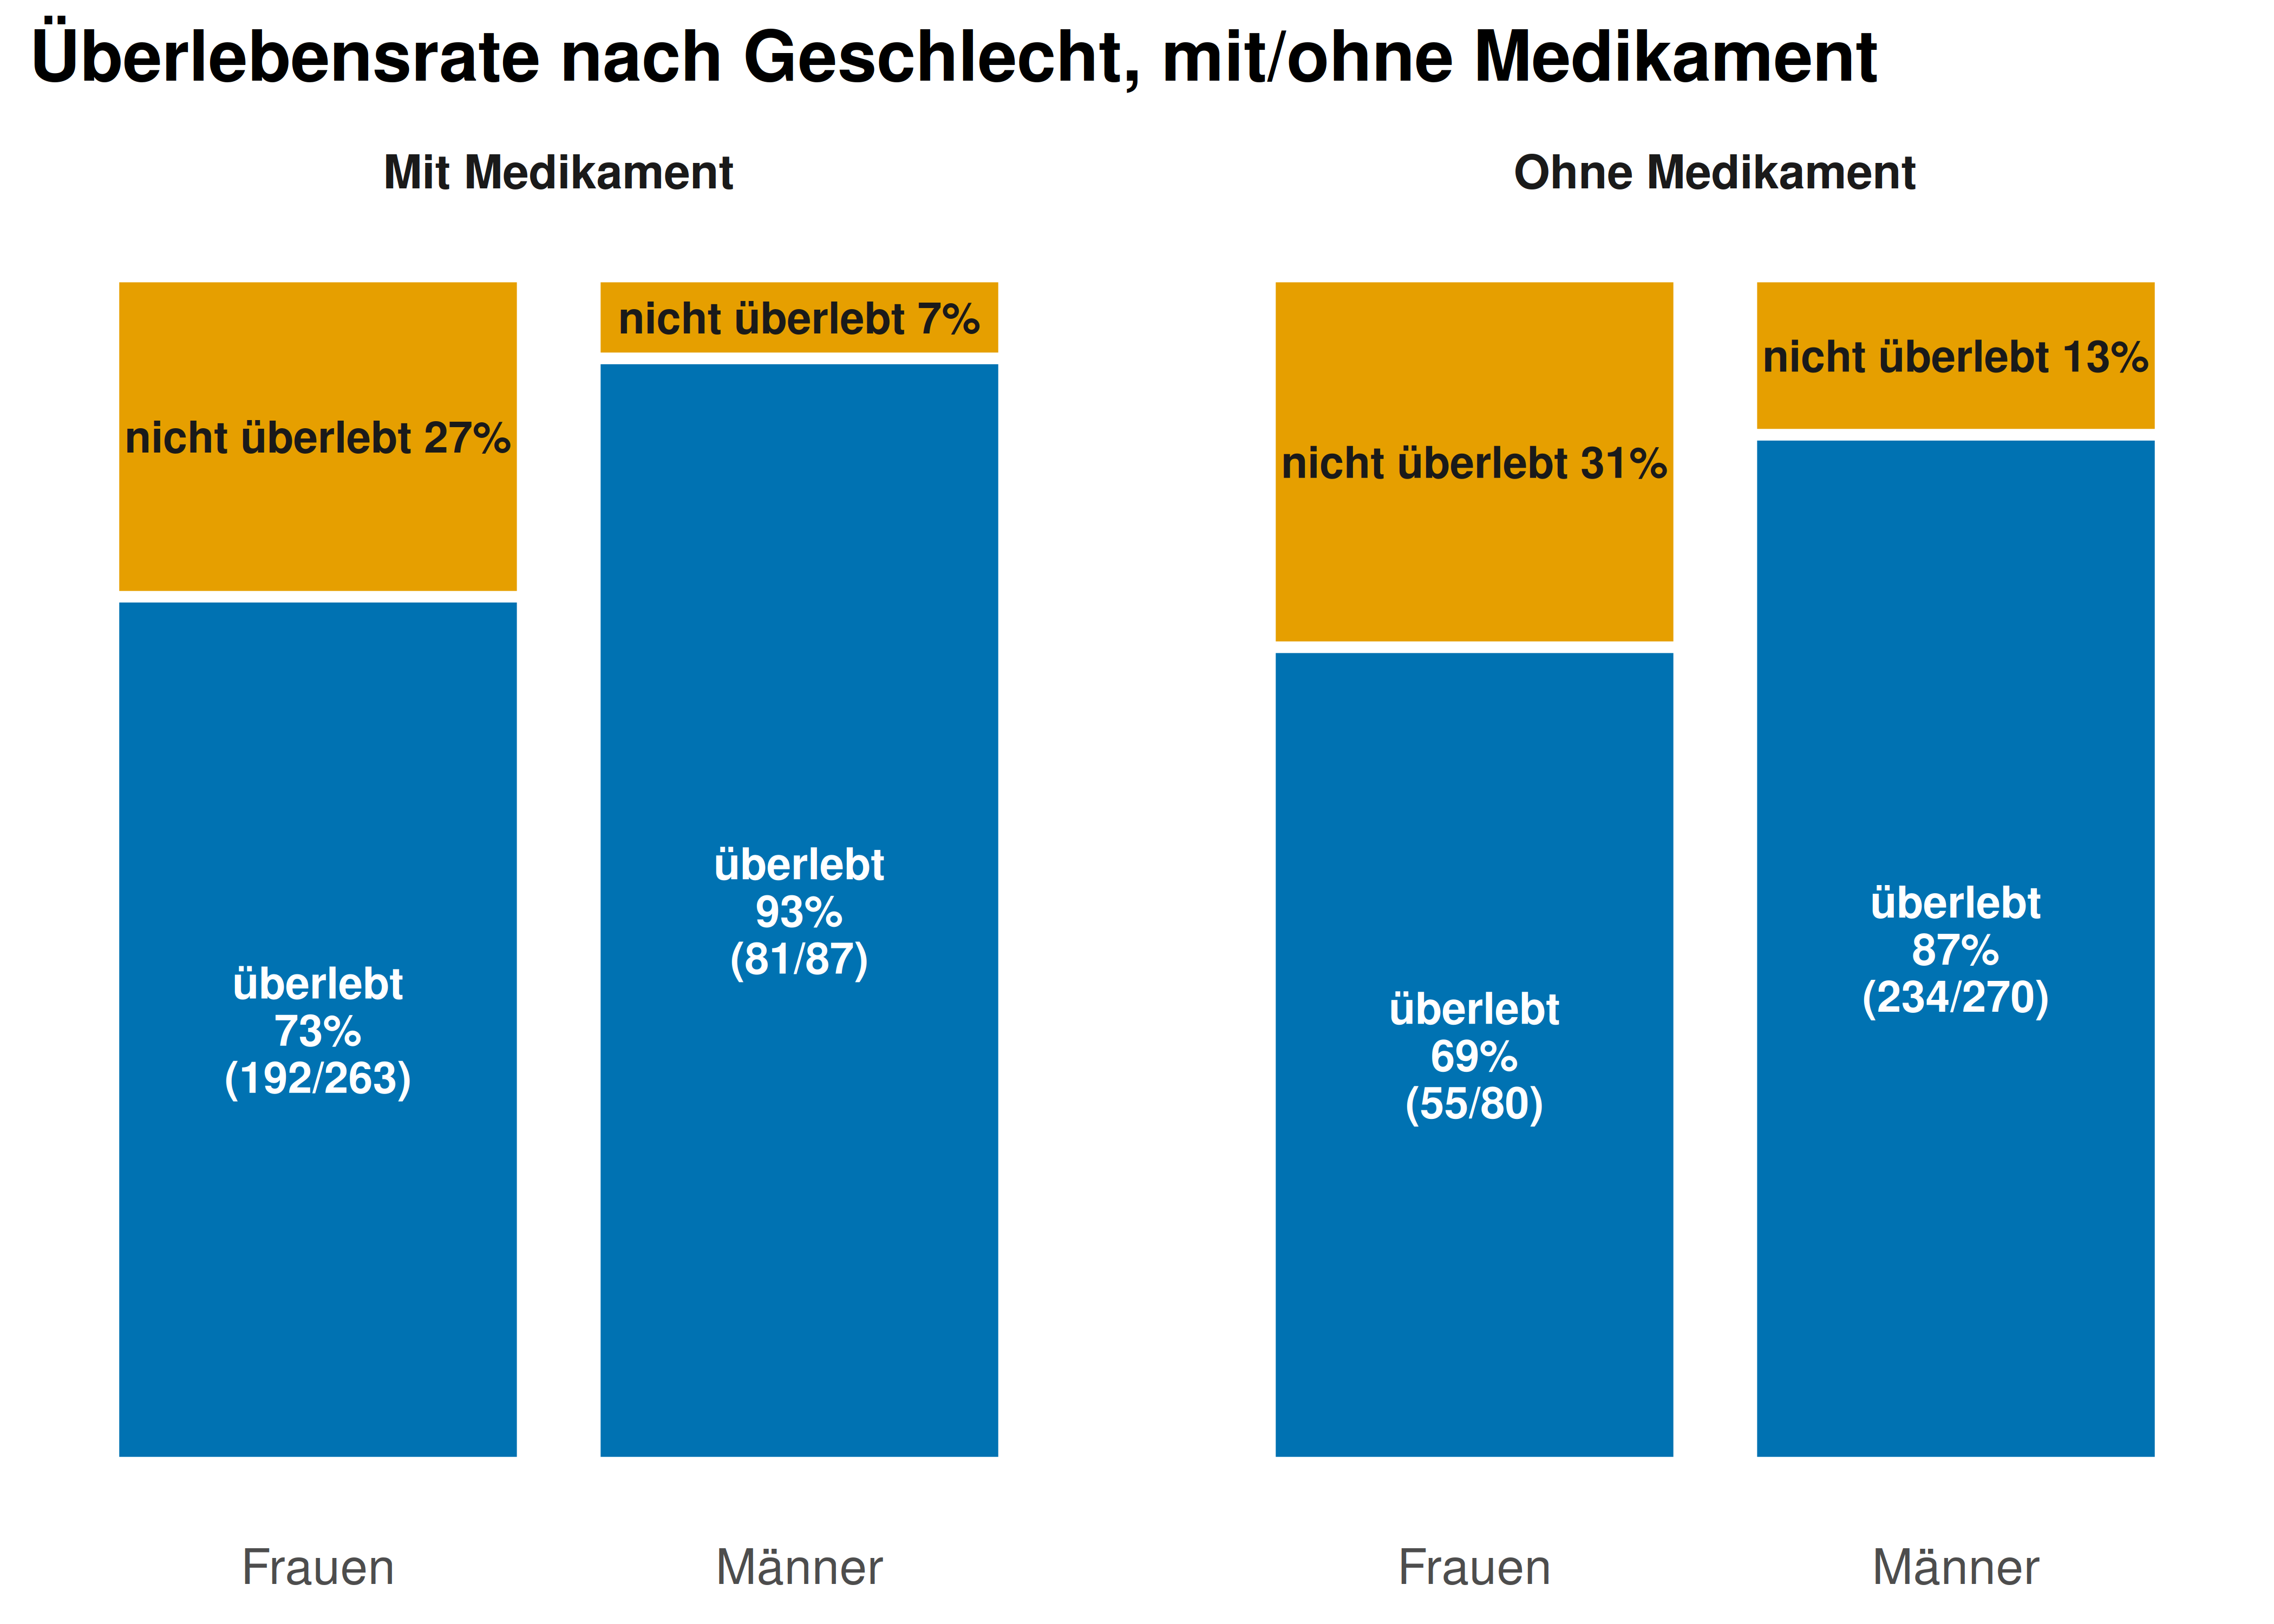 Überlebensrate nach Geschlecht, mit/ohne Medikament
Mit Medikament
nicht überlebt 27%
überlebt
73%
(192/263)
Frauen
nicht überlebt 7%
überlebt
93%
(81/87)
Männer
Ohne Medikament
nicht überlebt 31%
überlebt
69%
(55/80)
Frauen
nicht überlebt 13%
überlebt
87%
(234/270)
Männer